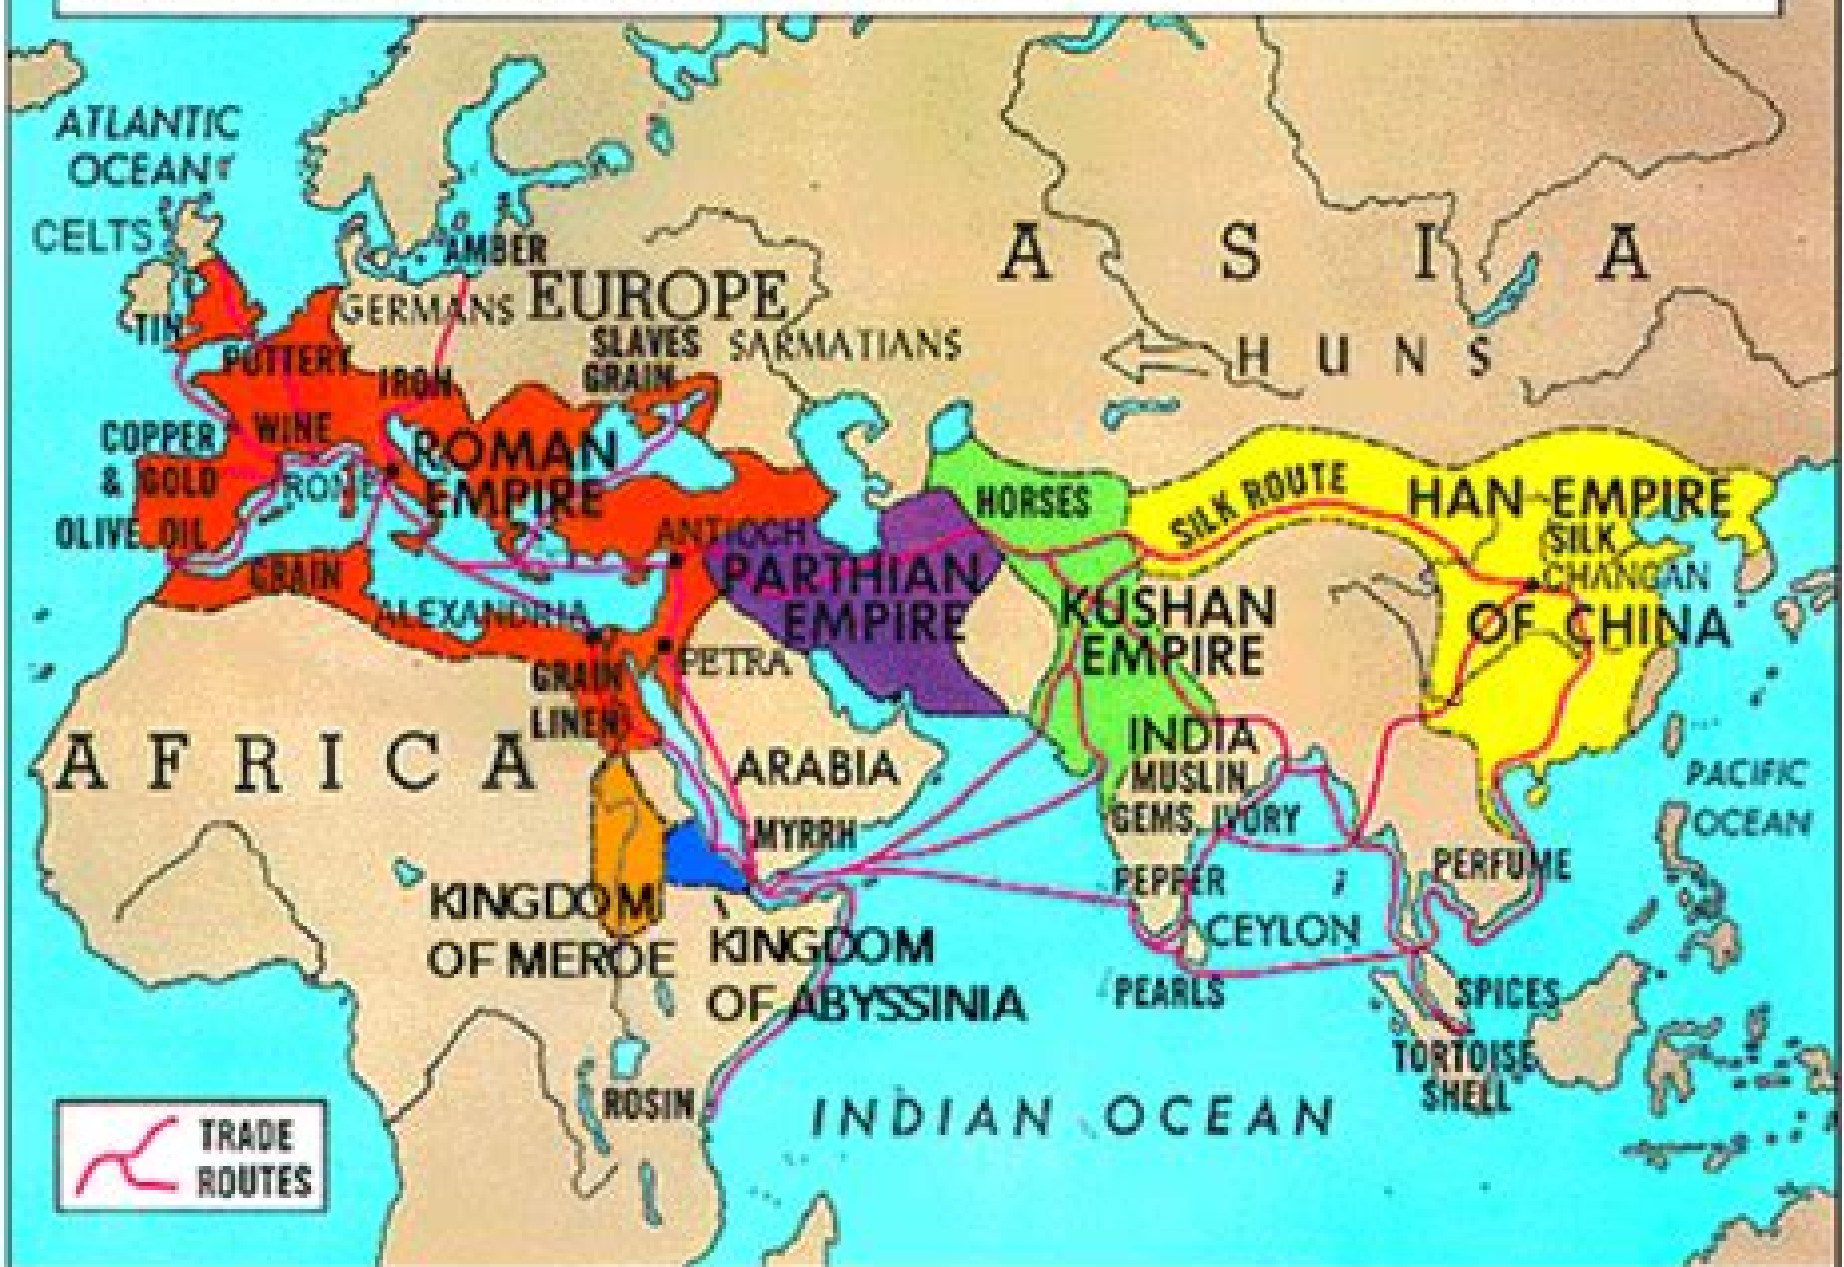 ATLANTIC
OCEAN
CELTS
AMBER
EUROPE
GERMANS
TIN
SLAVES
SARMATIANS
GRAIN
POTTERY
IRON
A S I A
H U N S
COPPER
& GOLD
WINE
ROME
ROMAN
EMPIRE
OLIVE OIL
GRAIN
ANTIOCH
ALEXANDRIA
PETRA
GRAIN
LINEN
PARTHIAN
EMPIRE
HORSES
KUSHAN
EMPIRE
SILK ROUTE
HAN EMPIRE
SILK
CHANGAN
OF CHINA
AFRICA
ARABIA
MYRRH
INDIA
MUSLIN
GEMS, IVORY
PEPPER
CEYLON
PEARLS
PERFUME
SPICES
TORTOISE
SHELL
PACIFIC
OCEAN
KINGDOM
OF MEROE
KINGDOM
OF ABYSSINIA
ROSIN
INDIAN OCEAN
TRADE
ROUTES